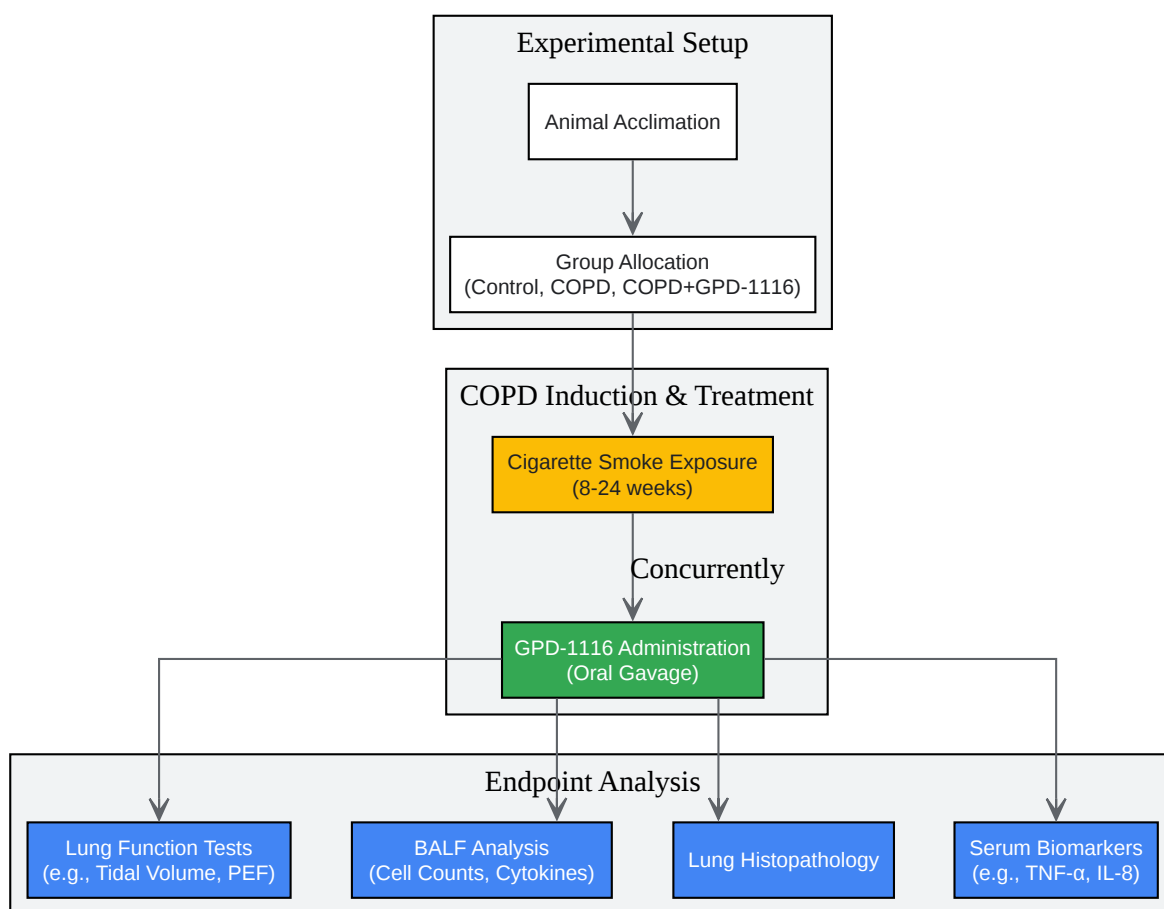 Experimental Setup
Animal Acclimation
Group Allocation
(Control, COPD, COPD+GPD-1116)
COPD Induction & Treatment
Cigarette Smoke Exposure
(8-24 weeks)
Concurrently
GPD-1116 Administration
(Oral Gavage)
Endpoint Analysis
Lung Function Tests
(e.g., Tidal Volume, PEF)
BALF Analysis
(Cell Counts, Cytokines)
Lung Histopathology
Serum Biomarkers
(e.g., TNF-α, IL-8)